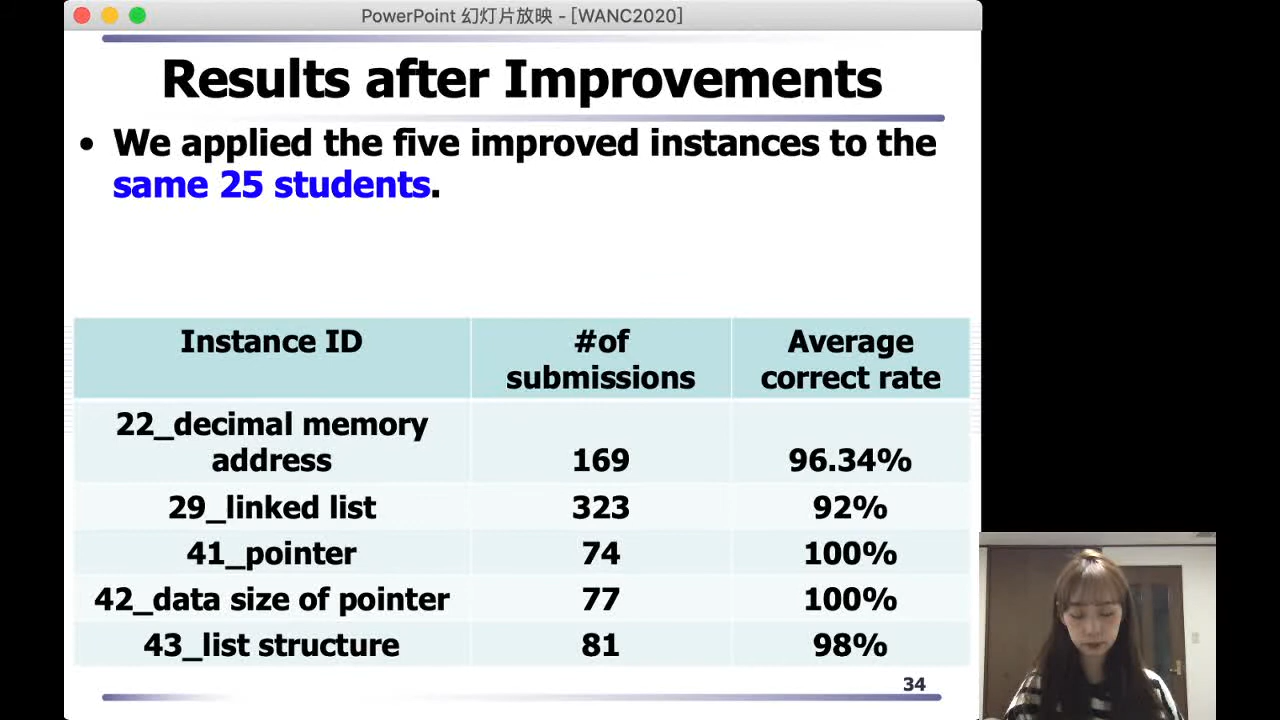 PowerPoint 幻灯片放映 - [WANC2020]
Results after Improvements
• We applied the five improved instances to the
same 25 students.
Instance ID #of submissions Average correct rate
22_decimal memory address 169 96.34%
29_linked list 323 92%
41_pointer 74 100%
42_data size of pointer 77 100%
43_list structure 81 98%
34